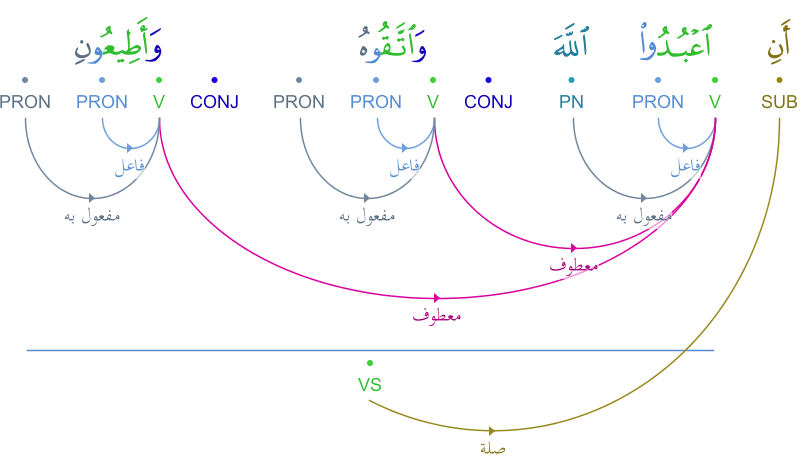 أَنِ ٱعْبُدُوا۟ ٱللَّهَ وَٱتَّقُوهُ وَأَطِيعُونِ
SUB V PRON PN CONJ V PRON PRON CONJ V PRON PRON
فاعل فاعل فاعل
مفعول به مفعول به مفعول به
معطوف
معطوف
VS
صلة